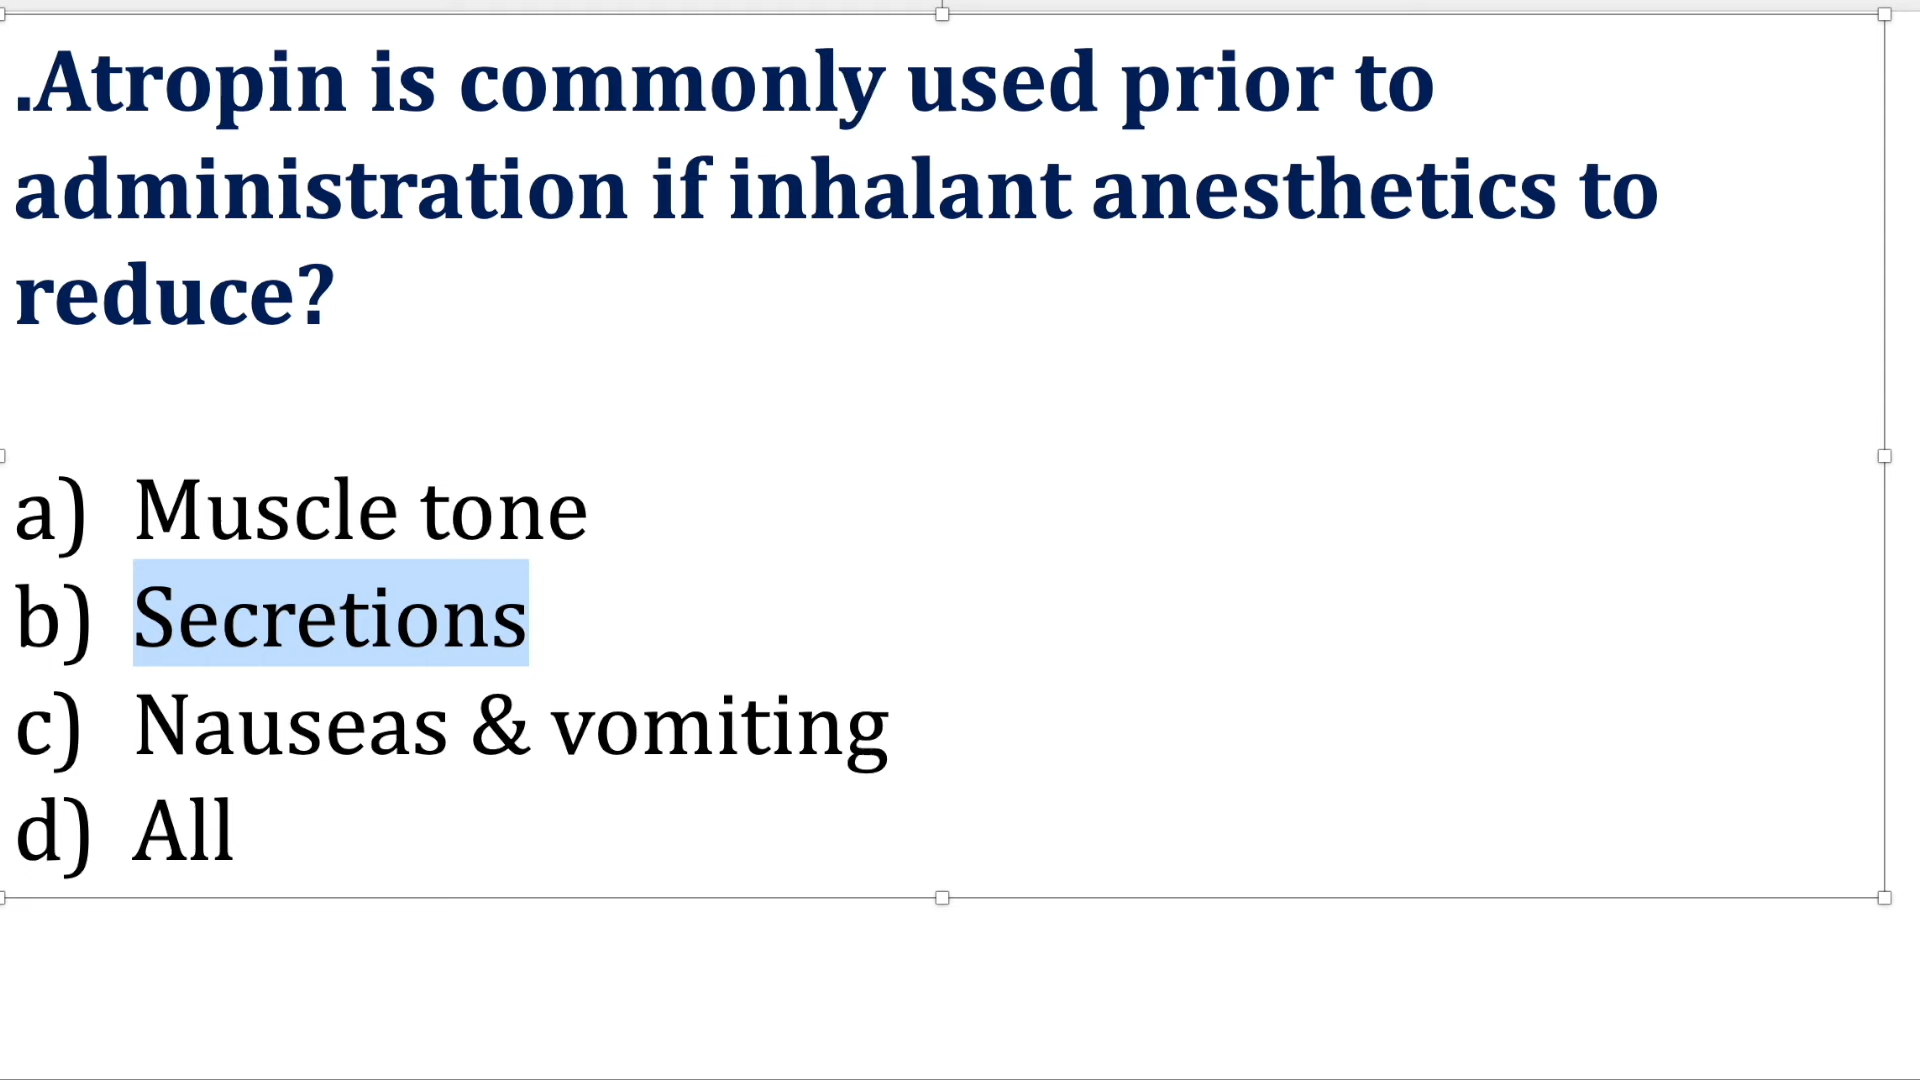 .Atropin is commonly used prior to
administration if inhalant anesthetics to
reduce?
a) Muscle tone
b) Secretions
c) Nauseas & vomiting
d) All